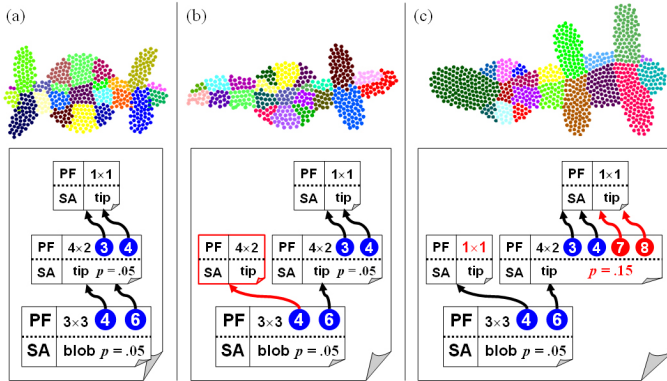 (a)
PF 1×1
SA tip
PF 4×2 3 4
SA tip p = .05
PF 3×3 4 6
SA blob p = .05
(b)
PF 1×1
SA tip
PF 4×2
SA tip
PF 4×2 3 4
SA tip p = .05
PF 3×3 4 6
SA blob p = .05
(c)
PF 1×1
SA tip
PF 1×1
SA tip
PF 4×2 3 4 7 8
SA tip p = .15
PF 3×3 4 6
SA blob p = .05